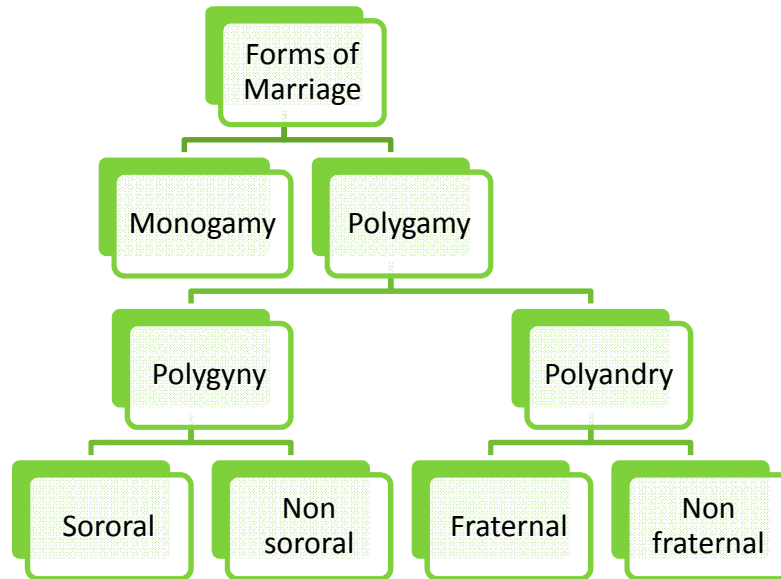 Forms of
Marriage
Monogamy
Polygamy
Polygyny
Polyandry
Sororal
Non
sororal
Fraternal
Non
fraternal